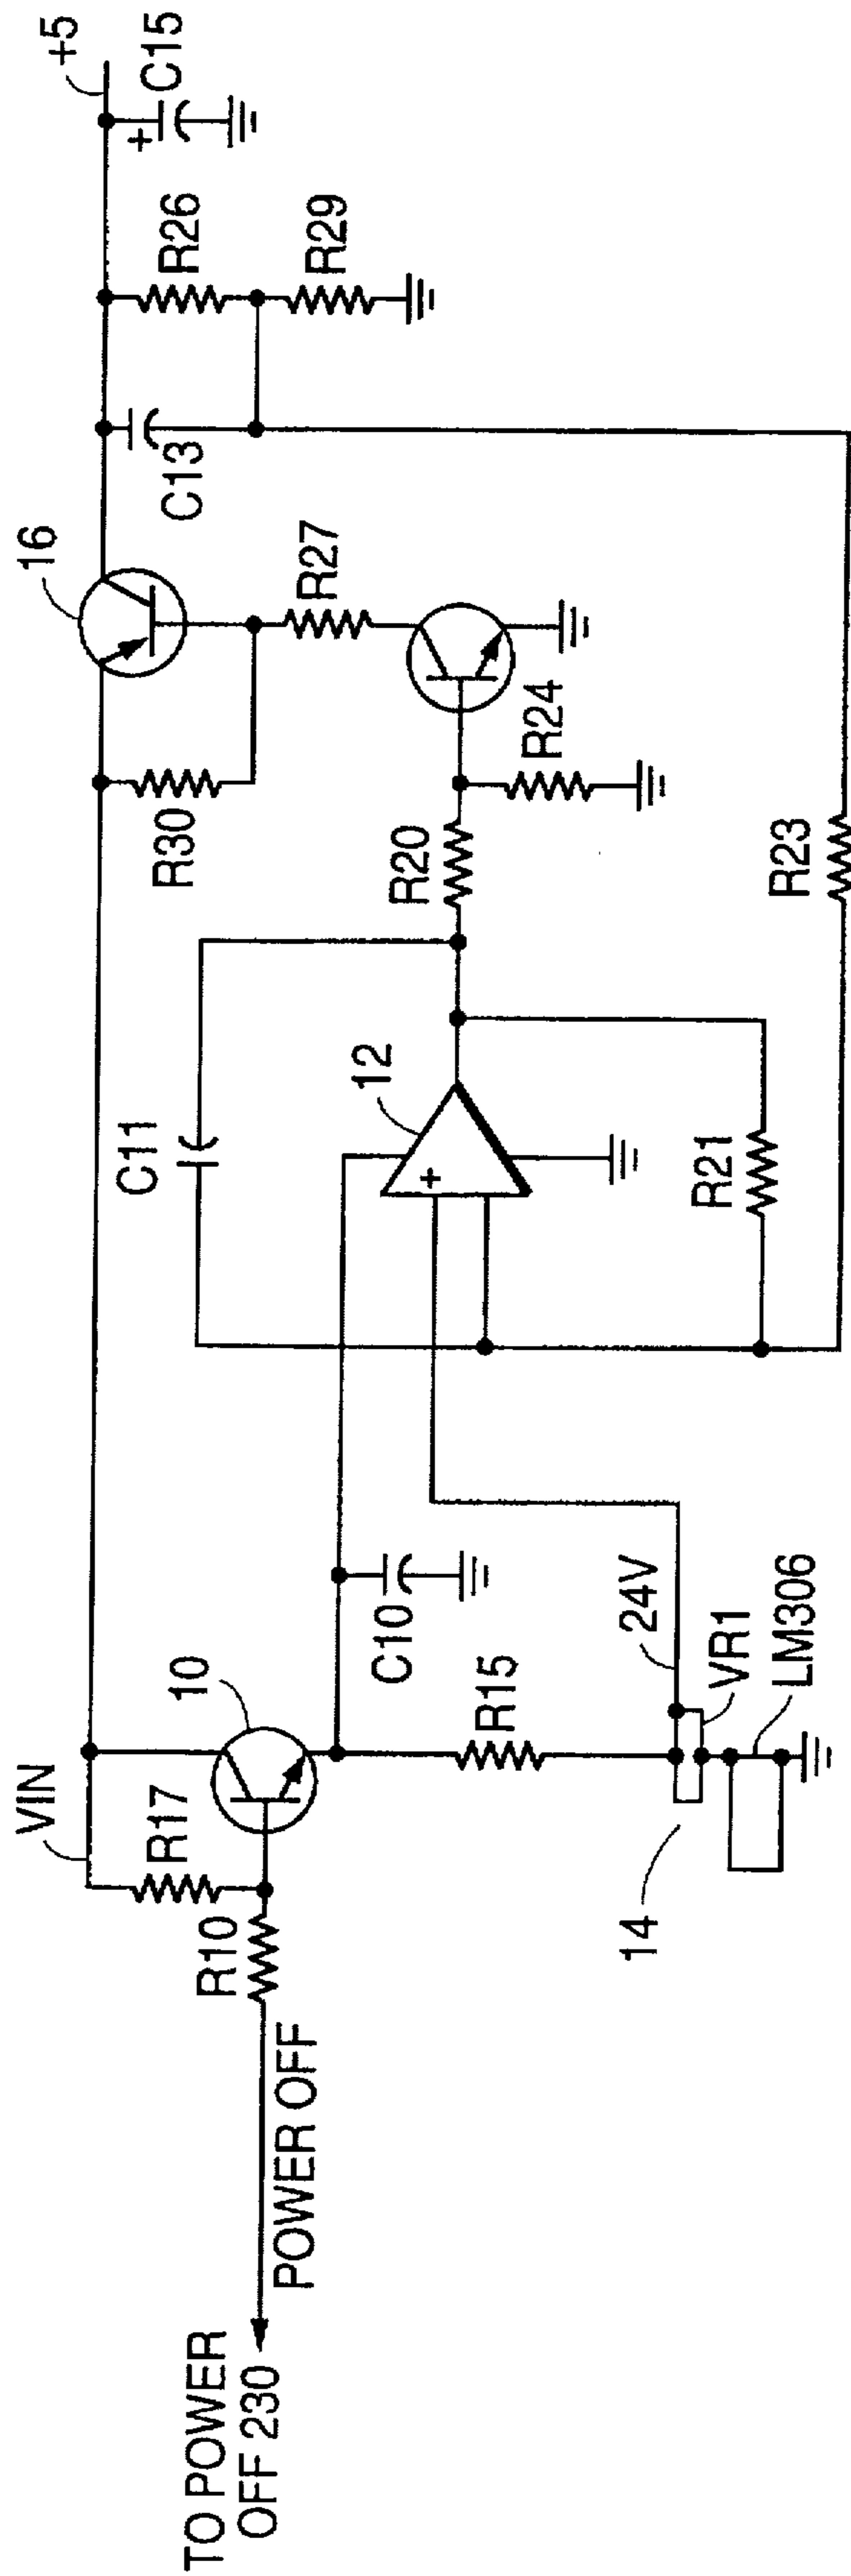 +5
C15
R26
R29
C13
16
R27
R30
R24
R20
R23
12
C11
+
R21
VIN
10
R17
R10
C10
R15
24V
VR1
LM306
14
POWER OFF
TO POWER
OFF 230
+